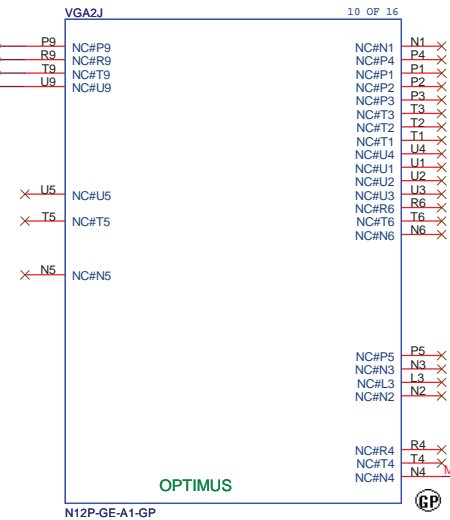 VGA2J 10 OF 16
P9 NC#P9 NC#N1 N1
R9 NC#R9 NC#P4 P4
T9 NC#T9 NC#P1 P1
U9 NC#U9 NC#P2 P2
NC#P3 P3
NC#T3 T3
NC#T2 T2
NC#T1 T1
NC#U4 U4
NC#U1 U1
NC#U2 U2
U5 NC#U5 NC#U3 U3
NC#R6 R6
T5 NC#T5 NC#T6 T6
NC#N6 N6
N5 NC#N5
NC#P5 P5
NC#N3 N3
NC#L3 L3
NC#N2 N2
NC#R4 R4
NC#T4 T4
NC#N4 N4
OPTIMUS
GP
N12P-GE-A1-GP